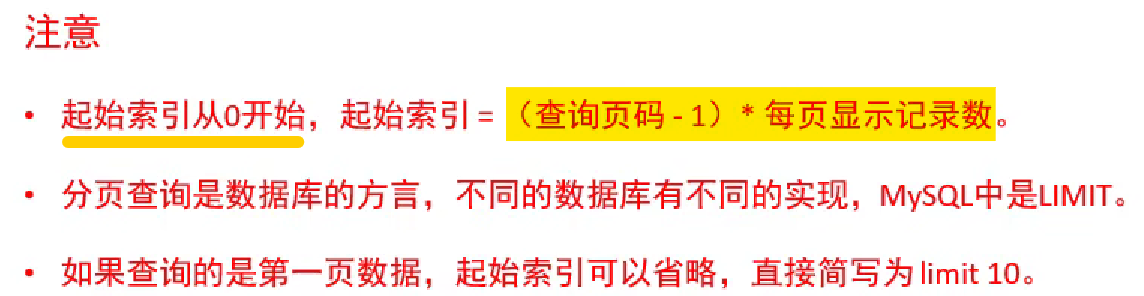 注意
• 起始索引从0开始，起始索引 = （查询页码 - 1）* 每页显示记录数。
• 分页查询是数据库的方言，不同的数据库有不同的实现，MySQL中是LIMIT。
• 如果查询的是第一页数据，起始索引可以省略，直接简写为 limit 10。